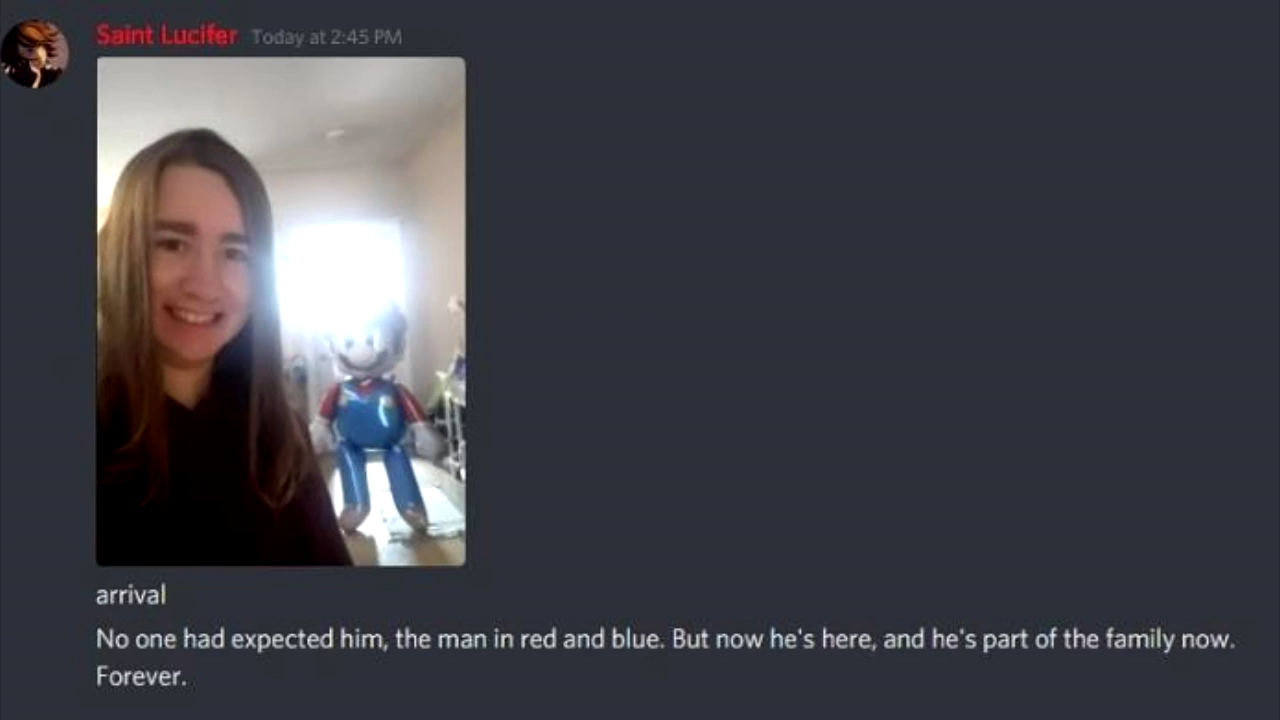 Saint Lucifer Today at 2:45 PM
arrival
No one had expected him, the man in red and blue. But now he's here, and he's part of the family now.
Forever.